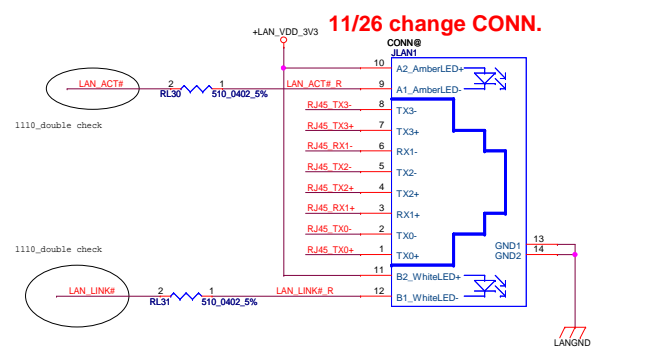 11/26 change CONN.
+LAN_VDD_3V3
CONN@
JLAN1
10 A2_AmberLED+
LAN_ACT# 2 1 LAN_ACT#_R 9 A1_AmberLED-
RL30 510_0402_5%
RJ45_TX3- 8 TX3-
1110_double check
RJ45_TX3+ 7 TX3+
RJ45_RX1- 6 RX1-
RJ45_TX2- 5 TX2-
RJ45_TX2+ 4 TX2+
RJ45_RX1+ 3 RX1+
RJ45_TX0- 2 TX0-
GND1 13
1110_double check
RJ45_TX0+ 1 TX0+
GND2 14
11 B2_WhiteLED+
LAN_LINK# 2 1 LAN_LINK#_R 12 B1_WhiteLED-
RL31 510_0402_5%
LANGND